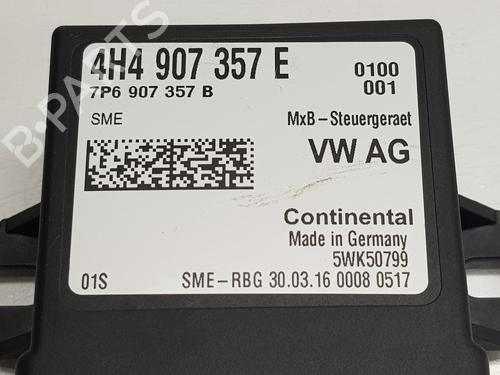 4H4 907 357 E
0100
7P6 907 357 B
001
SME
MxB-Steuergeraet
VW AG
Continental
Made in Germany
5WK50799
01S
SME-RBG 30.03.16 0008 0517
B-PARTS